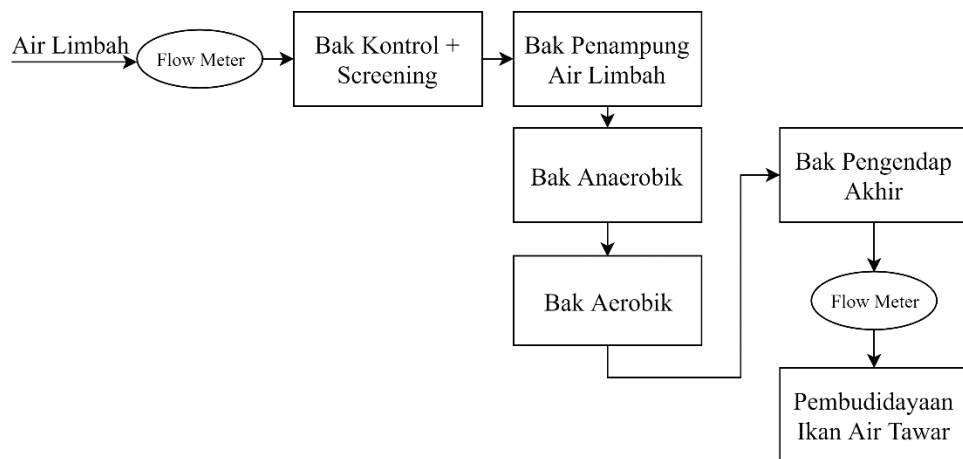 Air Limbah
Flow Meter
Bak Kontrol +
Screening
Bak Penampung
Air Limbah
Bak Anaerobik
Bak Aerobik
Bak Pengendap
Akhir
Flow Meter
Pembudidayaan
Ikan Air Tawar